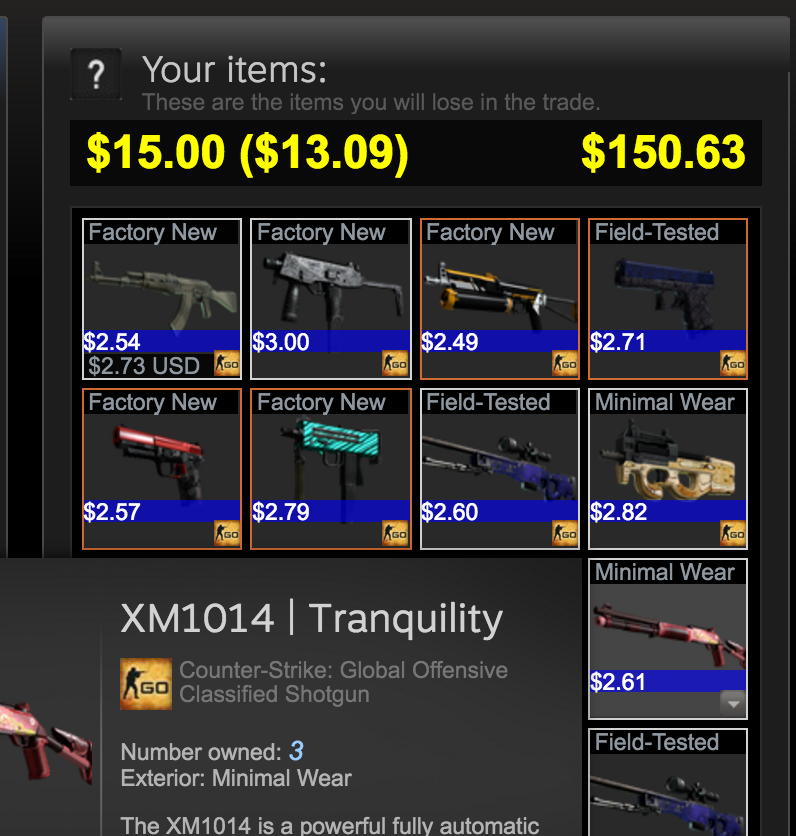 ?
Your items:
These are the items you will lose in the trade.
$15.00 ($13.09) $150.63
Factory New Factory New Factory New Field-Tested
$2.54 $3.00 $2.49 $2.71
$2.73 USD GO GO GO GO
Factory New Factory New Field-Tested Minimal Wear
$2.57 $2.79 $2.60 $2.82
GO GO GO GO
Minimal Wear
$2.61
XM1014 | Tranquility
GO
Counter-Strike: Global Offensive
Classified Shotgun
Number owned: 3
Exterior: Minimal Wear
Field-Tested
The XM1014 is a powerful fully automatic